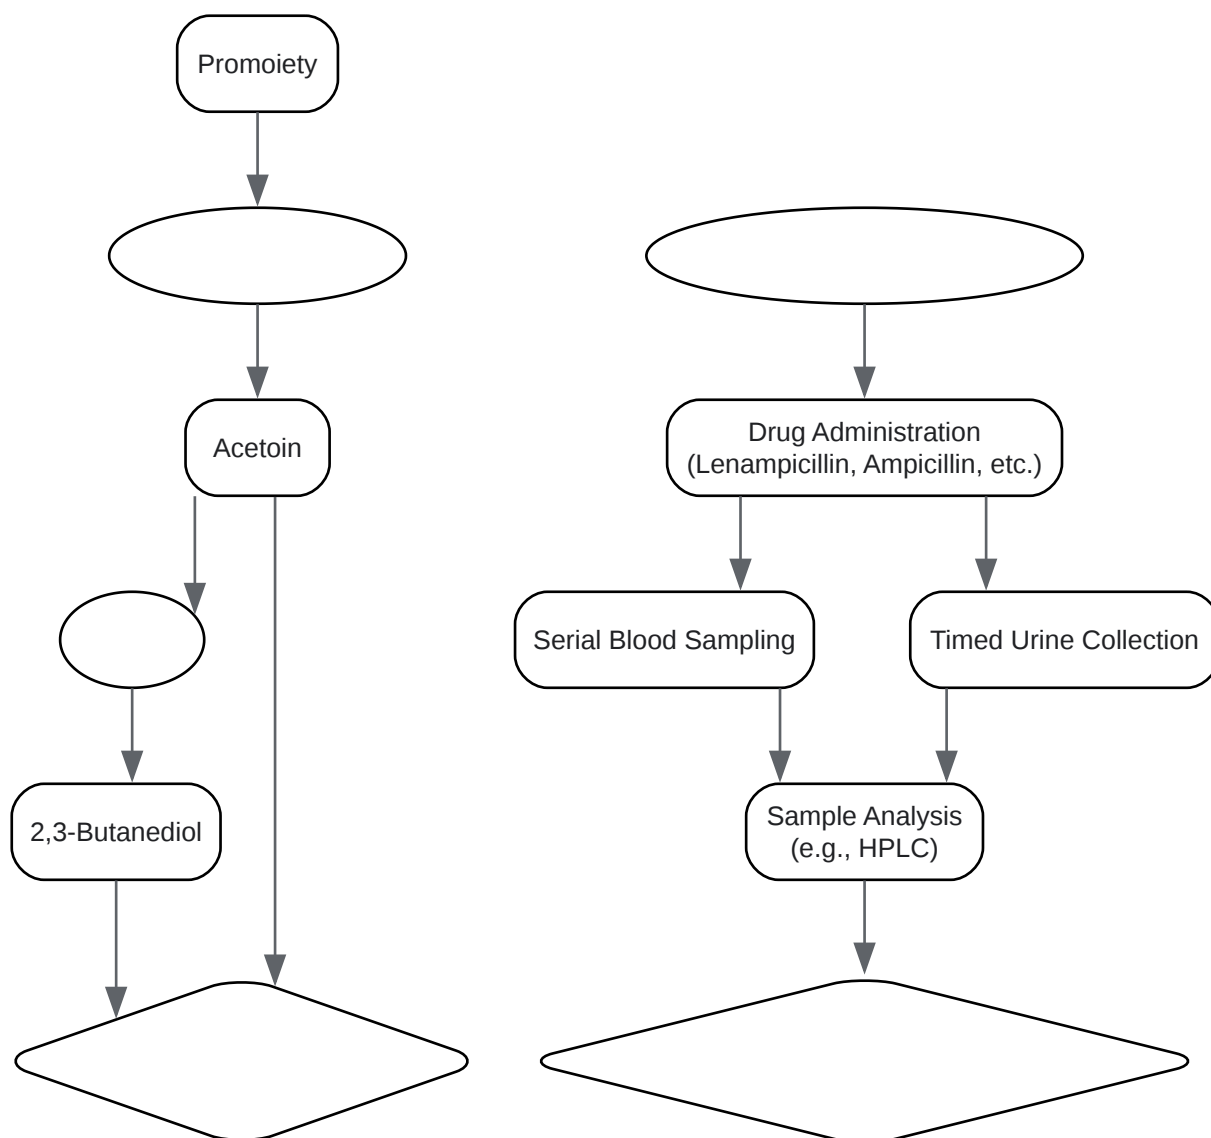 Promoiety
Acetoin
2,3-Butanediol
Drug Administration
(Lenampicillin, Ampicillin, etc.)
Serial Blood Sampling
Timed Urine Collection
Sample Analysis
(e.g., HPLC)